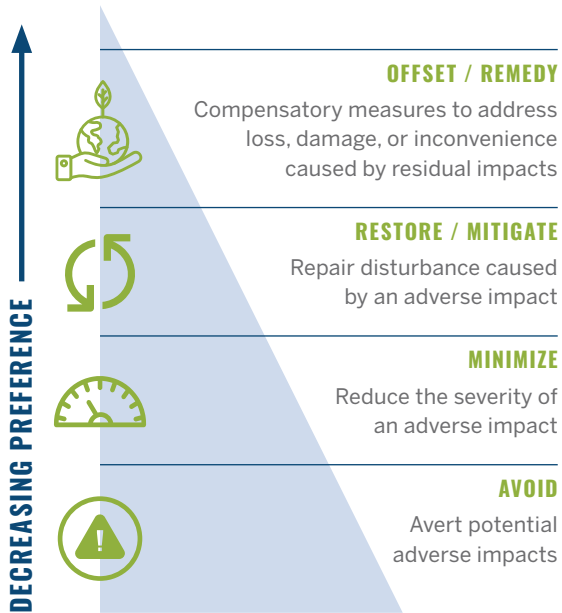 OFFSET / REMEDY
Compensatory measures to address
loss, damage, or inconvenience
caused by residual impacts
RESTORE / MITIGATE
Repair disturbance caused
by an adverse impact
MINIMIZE
Reduce the severity of
an adverse impact
AVOID
Avert potential
adverse impacts
DECREASING PREFERENCE